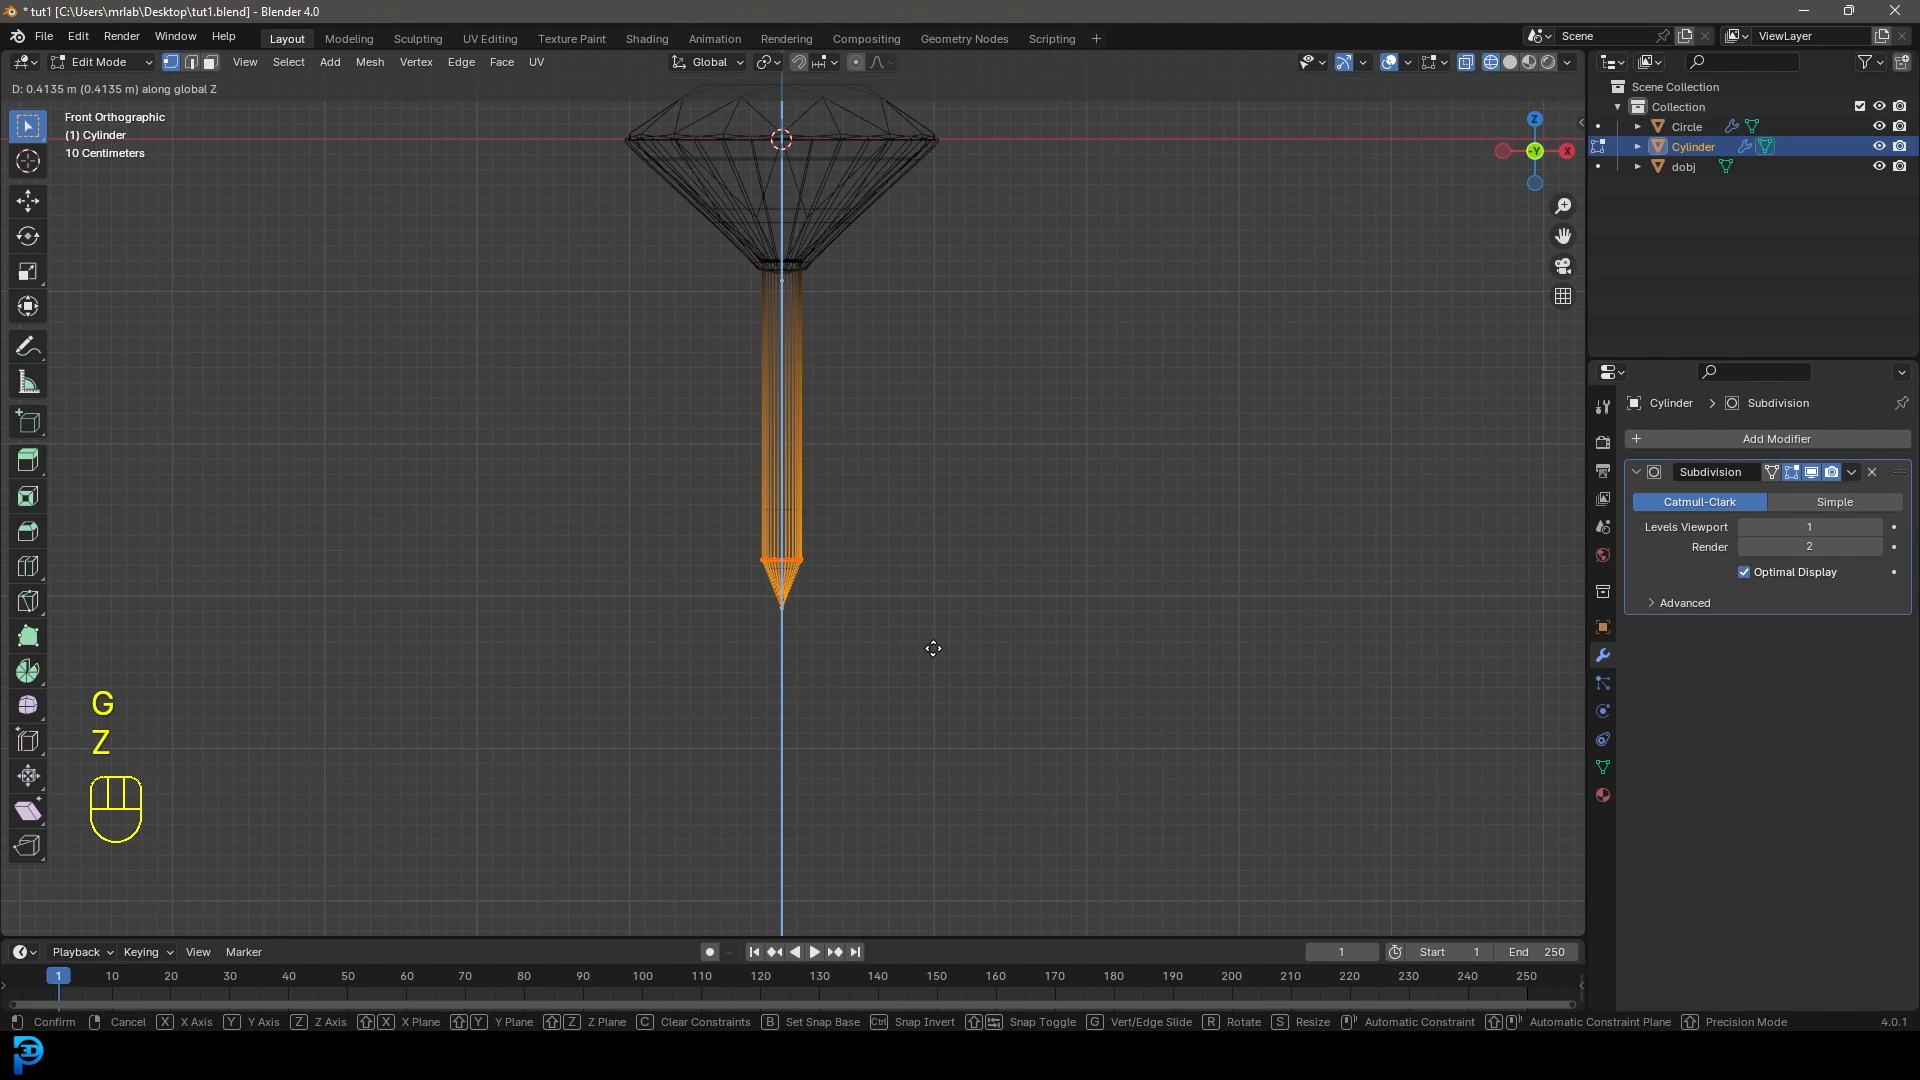 * tut1 [C:\Users\mrlab\Desktop\tut1.blend] - Blender 4.0
File Edit Render Window Help Layout Modeling Sculpting UV Editing Texture Paint Shading Animation Rendering Compositing Geometry Nodes Scripting + Scene ViewLayer
Edit Mode View Select Add Mesh Vertex Edge Face UV Global
D: 0.4135 m (0.4135 m) along global Z
Front Orthographic
(1) Cylinder
10 Centimeters
Z
-Y
X
G
Z
Scene Collection
Collection
Circle
Cylinder
dobj
Cylinder > Subdivision
+ Add Modifier
Subdivision
Catmull-Clark Simple
Levels Viewport 1
Render 2
Optimal Display
> Advanced
Playback Keying View Marker 1 Start 1 End 250
1 10 20 30 40 50 60 70 80 90 100 110 120 130 140 150 160 170 180 190 200 210 220 230 240 250
Confirm Cancel X X Axis Y Y Axis Z Z Axis X X Plane Y Y Plane Z Z Plane C Clear Constraints B Set Snap Base Ctrl Snap Invert Snap Toggle G Vert/Edge Slide R Rotate S Resize Automatic Constraint Automatic Constraint Plane Precision Mode 4.0.1